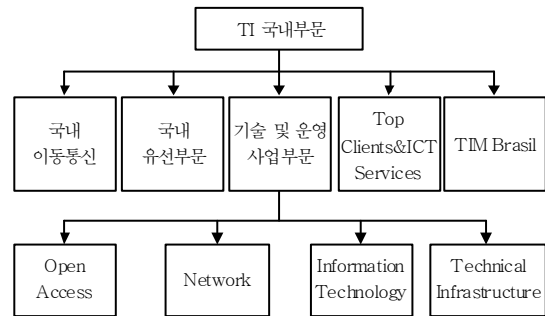 TI 국내부문
국내
이동통신
국내
유선부문
기술 및 운영
사업부문
Top
Clients&ICT
Services
TIM Brasil
Open
Access
Network
Information
Technology
Technical
Infrastructure